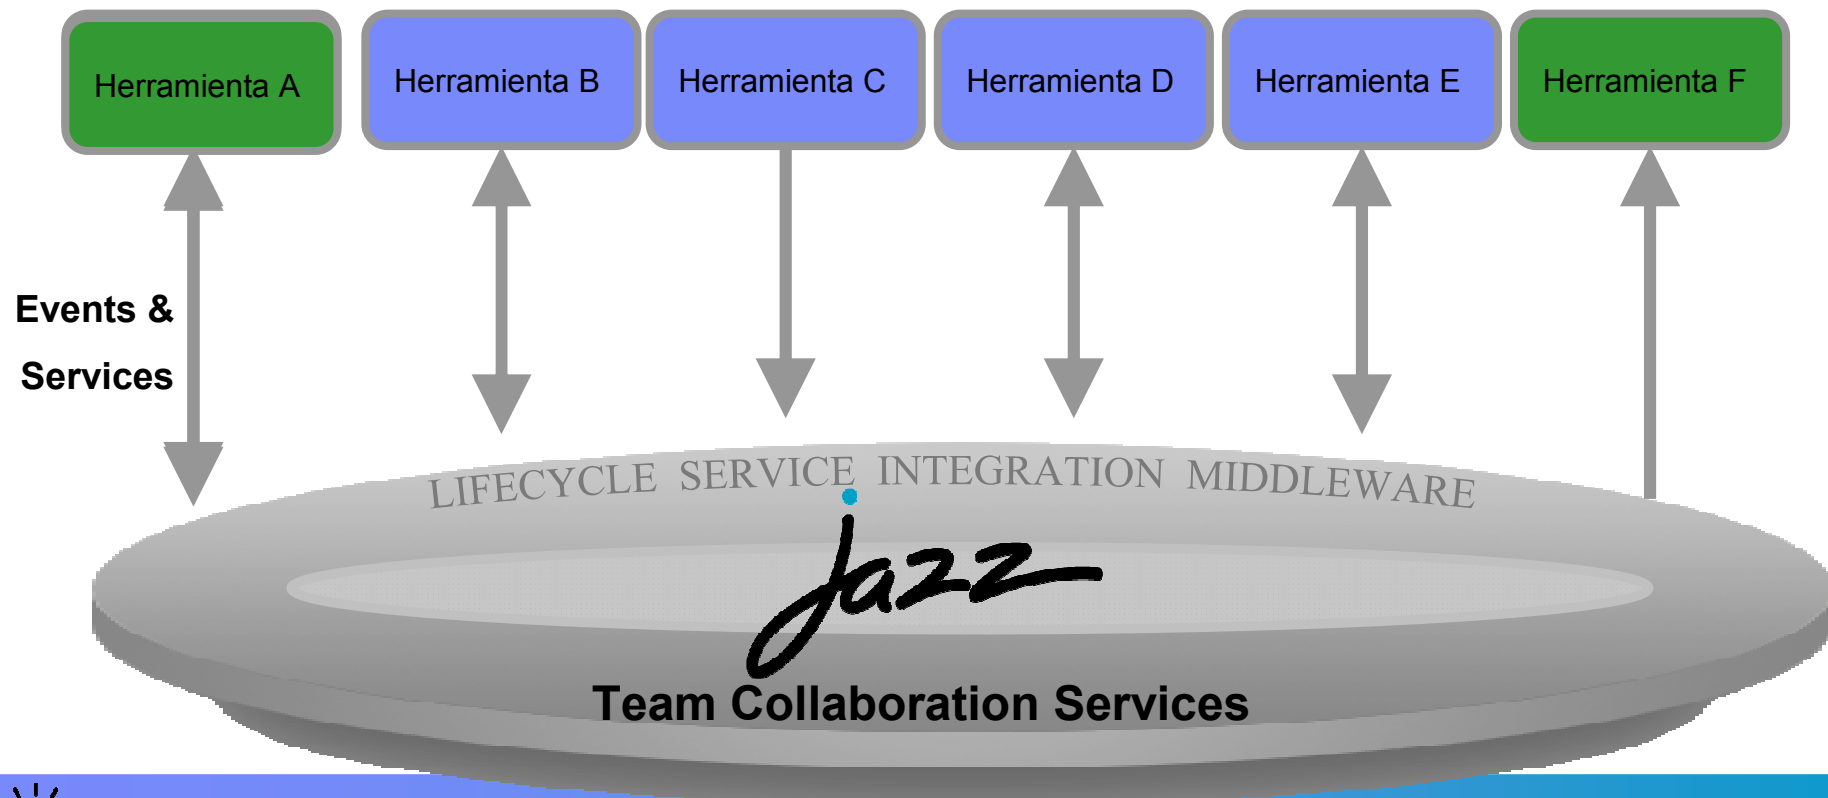 Herramienta A
Herramienta B
Herramienta C
Herramienta D
Herramienta E
Herramienta F
Events &
Services
LIFECYCLE SERVICE INTEGRATION MIDDLEWARE
jazz
Team Collaboration Services